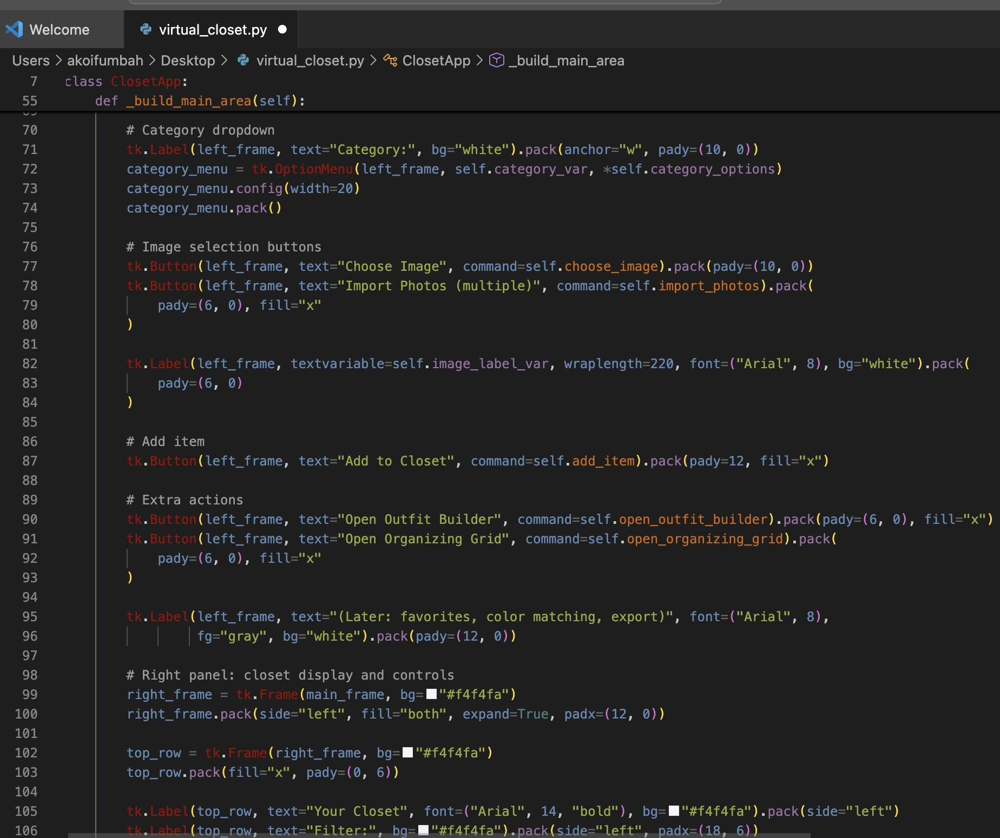 Welcome
virtual_closet.py
Users > akoifumbah > Desktop > virtual_closet.py > ClosetApp > _build_main_area
7 class ClosetApp:
55     def _build_main_area(self):
70         # Category dropdown
71         tk.Label(left_frame, text="Category:", bg="white").pack(anchor="w", pady=(10, 0))
72         category_menu = tk.OptionMenu(left_frame, self.category_var, *self.category_options)
73         category_menu.config(width=20)
74         category_menu.pack()
75
76         # Image selection buttons
77         tk.Button(left_frame, text="Choose Image", command=self.choose_image).pack(pady=(10, 0))
78         tk.Button(left_frame, text="Import Photos (multiple)", command=self.import_photos).pack(
79             pady=(6, 0), fill="x"
80         )
81
82         tk.Label(left_frame, textvariable=self.image_label_var, wraplength=220, font=("Arial", 8), bg="white").pack(
83             pady=(6, 0)
84         )
85
86         # Add item
87         tk.Button(left_frame, text="Add to Closet", command=self.add_item).pack(pady=12, fill="x")
88
89         # Extra actions
90         tk.Button(left_frame, text="Open Outfit Builder", command=self.open_outfit_builder).pack(pady=(6, 0), fill="x")
91         tk.Button(left_frame, text="Open Organizing Grid", command=self.open_organizing_grid).pack(
92             pady=(6, 0), fill="x"
93         )
94
95         tk.Label(left_frame, text="(Later: favorites, color matching, export)", font=("Arial", 8),
96                  fg="gray", bg="white").pack(pady=(12, 0))
97
98         # Right panel: closet display and controls
99         right_frame = tk.Frame(main_frame, bg="#f4f4fa")
100         right_frame.pack(side="left", fill="both", expand=True, padx=(12, 0))
101
102         top_row = tk.Frame(right_frame, bg="#f4f4fa")
103         top_row.pack(fill="x", pady=(0, 6))
104
105         tk.Label(top_row, text="Your Closet", font=("Arial", 14, "bold"), bg="#f4f4fa").pack(side="left")
106         tk.Label(top_row, text="Filter:", bg="#f4f4fa").pack(side="left", padx=(18, 6))